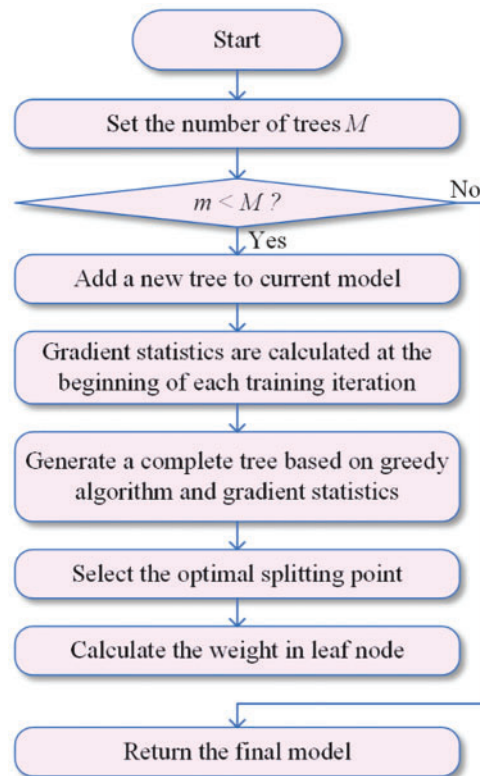 Start
Set the number of trees M
m < M ?
No
Yes
Add a new tree to current model
Gradient statistics are calculated at the
beginning of each training iteration
Generate a complete tree based on greedy
algorithm and gradient statistics
Select the optimal splitting point
Calculate the weight in leaf node
Return the final model